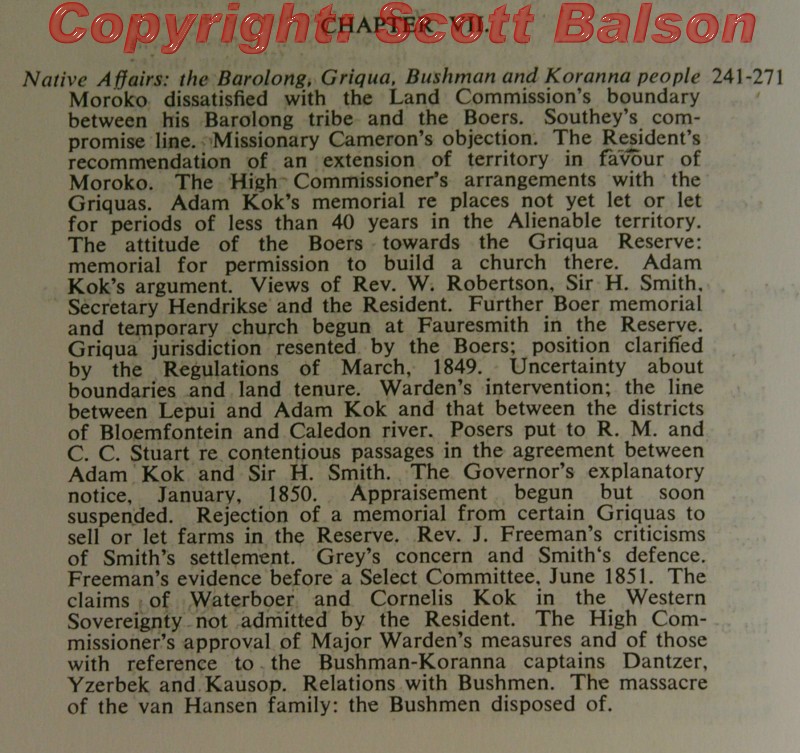 Copyright: Scott Balson
CHAPTER VII.
Native Affairs: the Barolong, Griqua, Bushman and Koranna people 241-271
Moroko dissatisfied with the Land Commission's boundary
between his Barolong tribe and the Boers. Southey's com-
promise line. Missionary Cameron's objection. The Resident's
recommendation of an extension of territory in favour of
Moroko. The High Commissioner's arrangements with the
Griquas. Adam Kok's memorial re places not yet let or let
for periods of less than 40 years in the Alienable territory.
The attitude of the Boers towards the Griqua Reserve:
memorial for permission to build a church there. Adam
Kok's argument. Views of Rev. W. Robertson, Sir H. Smith,
Secretary Hendrikse and the Resident. Further Boer memorial
and temporary church begun at Fauresmith in the Reserve.
Griqua jurisdiction resented by the Boers; position clarified
by the Regulations of March, 1849. Uncertainty about
boundaries and land tenure. Warden's intervention; the line
between Lepui and Adam Kok and that between the districts
of Bloemfontein and Caledon river. Posers put to R. M. and
C. C. Stuart re contentious passages in the agreement between
Adam Kok and Sir H. Smith. The Governor's explanatory
notice, January, 1850. Appraisement begun but soon
suspended. Rejection of a memorial from certain Griquas to
sell or let farms in the Reserve. Rev. J. Freeman's criticisms
of Smith's settlement. Grey's concern and Smith's defence.
Freeman's evidence before a Select Committee, June 1851. The
claims of Waterboer and Cornelis Kok in the Western
Sovereignty not admitted by the Resident. The High Com-
missioner's approval of Major Warden's measures and of those
with reference to the Bushman-Koranna captains Dantzer,
Yzerbek and Kausop. Relations with Bushmen. The massacre
of the van Hansen family: the Bushmen disposed of.